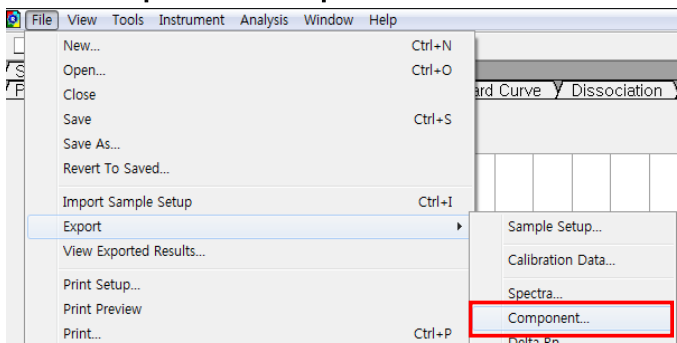 File View Tools Instrument Analysis Window Help
New... Ctrl+N
Open... Ctrl+O
Close
Curve Dissociation
Save Ctrl+S
Save As...
Revert To Saved...
Import Sample Setup Ctrl+I
Export
Sample Setup...
View Exported Results...
Calibration Data...
Print Setup...
Spectra...
Print Preview
Component...
Print... Ctrl+P
Delta Rn